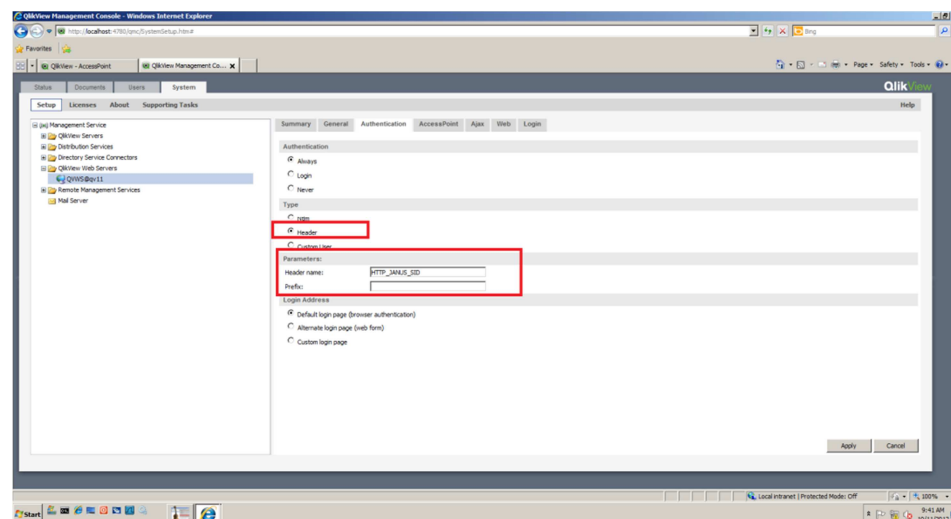 QlikView Management Console - Windows Internet Explorer
http://localhost:4780/qmc/SystemSetup.htm#
Bing
Favorites
QlikView - AccessPoint
QlikView Management Co...
Page
Safety
Tools
Status
Documents
Users
System
QlikView
Setup
Licenses
About
Supporting Tasks
Help
Management Service
QlikView Servers
Distribution Services
Directory Service Connectors
QlikView Web Servers
QVWS@qv11
Remote Management Services
Mail Server
Summary
General
Authentication
AccessPoint
Ajax
Web
Login
Authentication
Always
Login
Never
Type
Ntlm
Header
Custom User
Parameters:
Header name:
HTTP_JANUS_SID
Prefix:
Login Address
Default login page (browser authentication)
Alternate login page (web form)
Custom login page
Apply
Cancel
Local intranet | Protected Mode: Off
100%
Start
9:41 AM